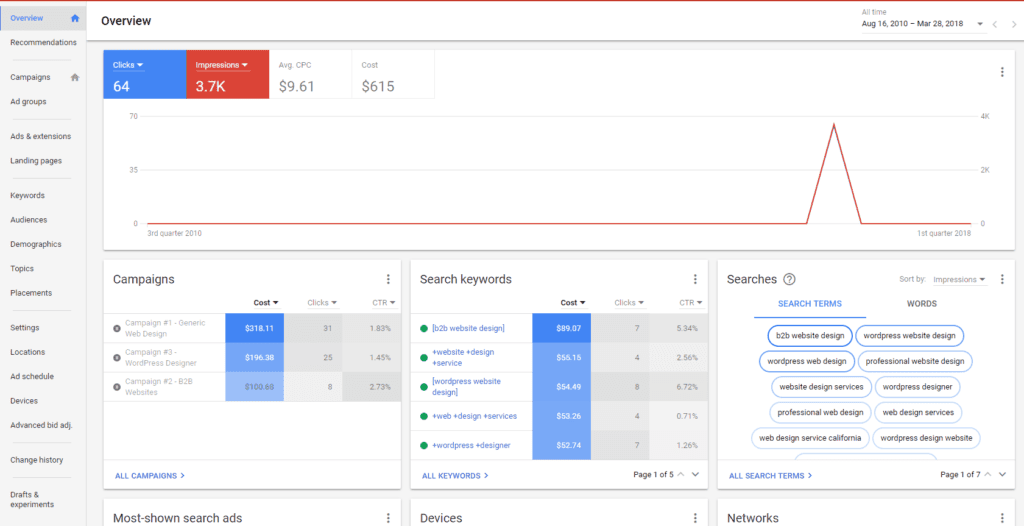 Overview
Recommendations
Campaigns
Ad groups
Ads & extensions
Landing pages
Keywords
Audiences
Demographics
Topics
Placements
Settings
Locations
Ad schedule
Devices
Advanced bid adj.
Change history
Drafts &
experiments
Overview
All time
Aug 16, 2010 – Mar 28, 2018
Clicks
64
Impressions
3.7K
Avg. CPC
$9.61
Cost
$615
70
35
0
4K
2K
0
3rd quarter 2010
1st quarter 2018
Campaigns
Cost Clicks CTR
Campaign #1 - Generic
Web Design
$318.11 31 1.83%
Campaign #3 -
WordPress Designer
$196.38 25 1.45%
Campaign #2 - B2B
Websites
$100.68 8 2.73%
ALL CAMPAIGNS
Search keywords
Cost Clicks CTR
[b2b website design] $89.07 7 5.34%
+website +design
+service
$55.15 4 2.56%
[wordpress website
design]
$54.49 8 6.72%
+web +design +services $53.26 4 0.71%
+wordpress +designer $52.74 7 1.26%
ALL KEYWORDS
Page 1 of 5
Searches
Sort by: Impressions
SEARCH TERMS WORDS
b2b website design wordpress website design
wordpress web design professional website design
website design services wordpress designer
professional web design web design services
web design service california wordpress design website
ALL SEARCH TERMS
Page 1 of 7
Most-shown search ads
Devices
Networks